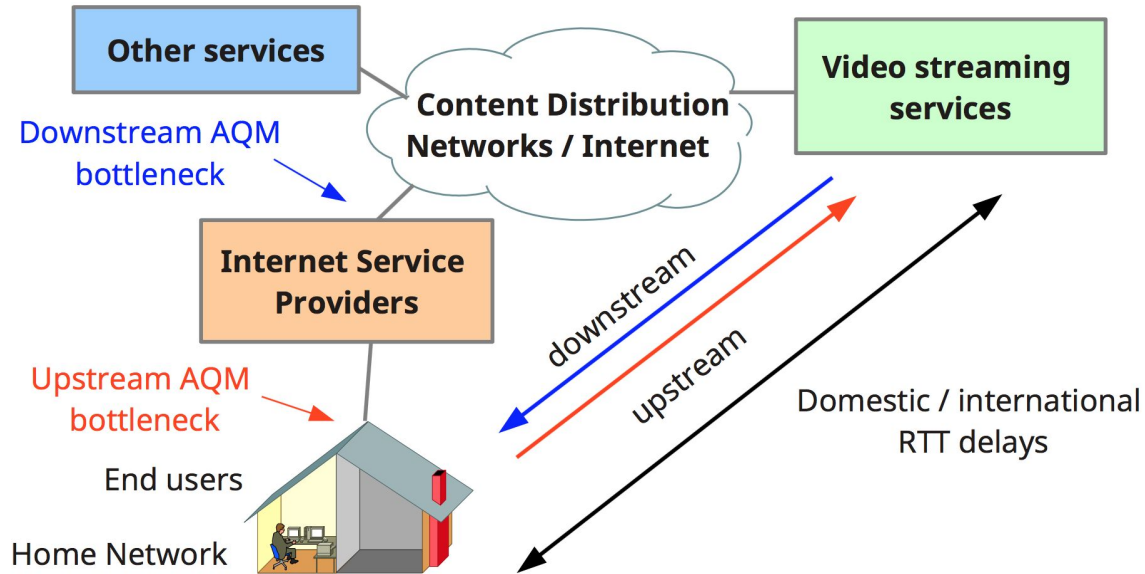 Other services
Content Distribution
Networks / Internet
Video streaming
services
Downstream AQM
bottleneck
Internet Service
Providers
downstream
upstream
Upstream AQM
bottleneck
Domestic / international
RTT delays
End users
Home Network